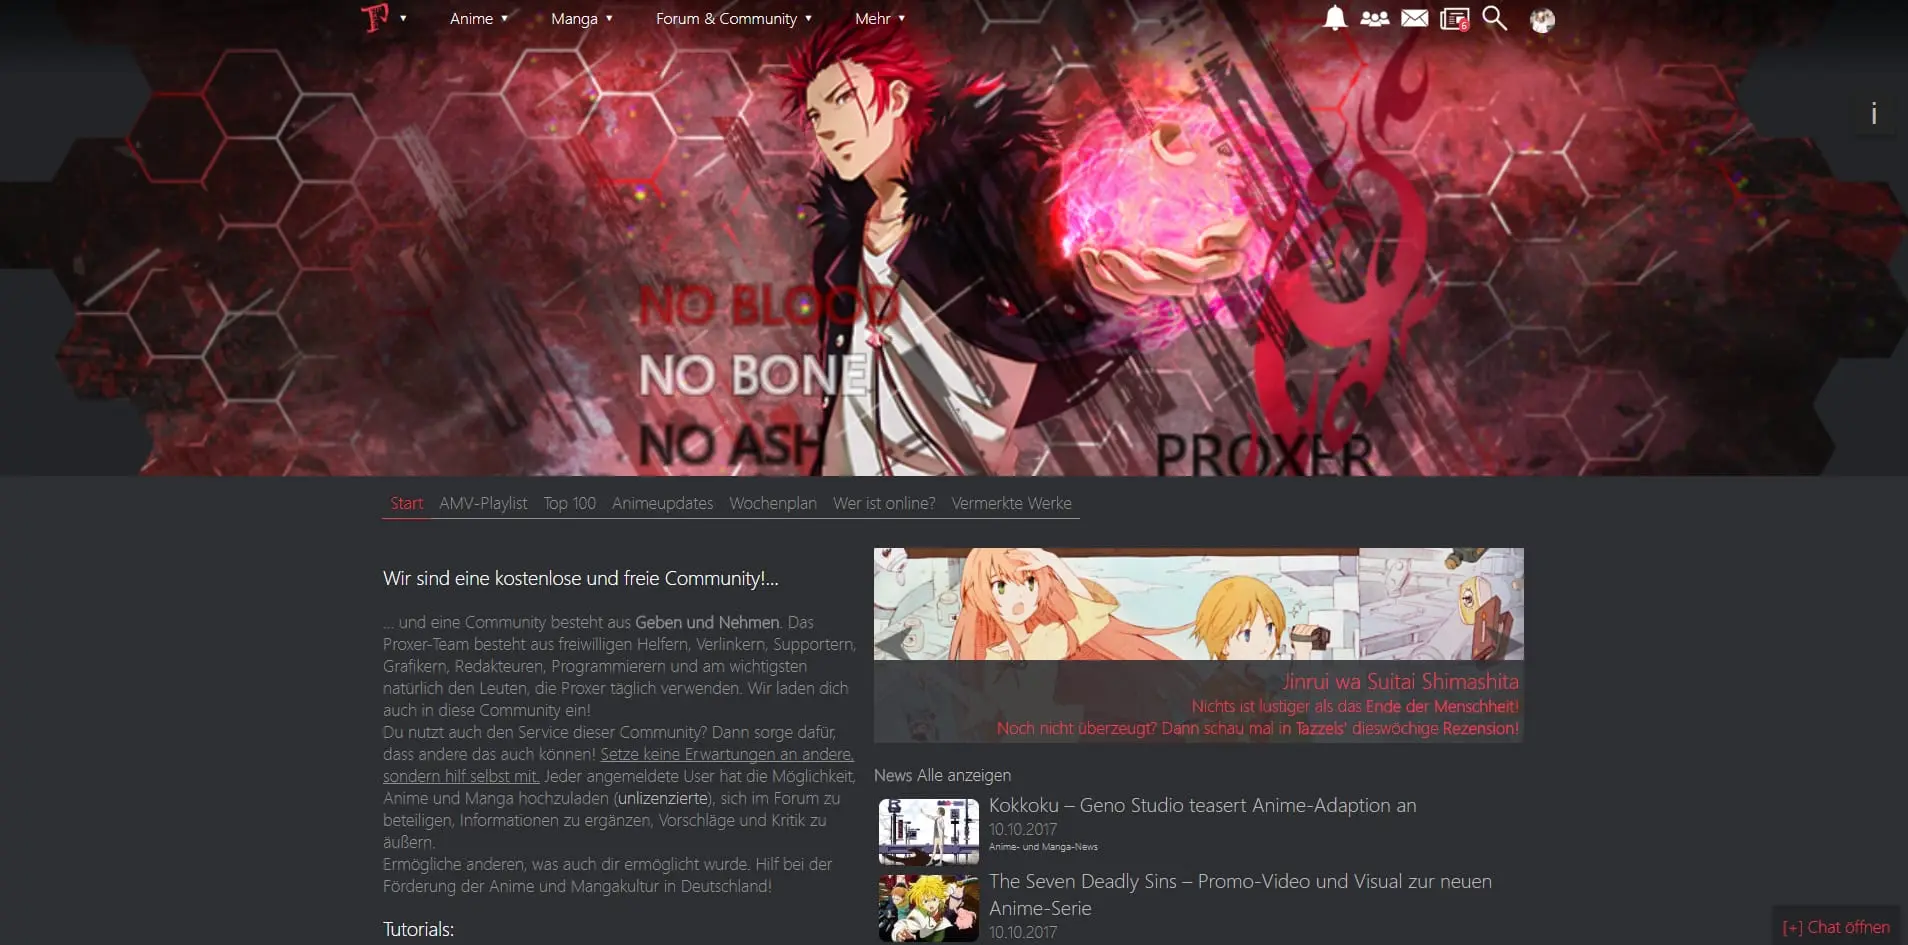 Anime
Manga
Forum & Community
Mehr
6
i
NO BLOOD
NO BONE
NO ASH
PROXER
Start AMV-Playlist Top 100 Animeupdates Wochenplan Wer ist online? Vermerkte Werke
Wir sind eine kostenlose und freie Community!...
... und eine Community besteht aus Geben und Nehmen. Das
Proxer-Team besteht aus freiwilligen Helfern, Verlinkern, Supportern,
Grafikern, Redakteuren, Programmierern und am wichtigsten
natürlich den Leuten, die Proxer täglich verwenden. Wir laden dich
auch in diese Community ein!
Du nutzt auch den Service dieser Community? Dann sorge dafür,
dass andere das auch können! Setze keine Erwartungen an andere,
sondern hilf selbst mit. Jeder angemeldete User hat die Möglichkeit,
Anime und Manga hochzuladen (unlizenzierte), sich im Forum zu
beteiligen, Informationen zu ergänzen, Vorschläge und Kritik zu
äußern.
Ermögliche anderen, was auch dir ermöglicht wurde. Hilf bei der
Förderung der Anime und Mangakultur in Deutschland!
Tutorials:
Jinrui wa Suitai Shimashita
Nichts ist lustiger als das Ende der Menschheit!
Noch nicht überzeugt? Dann schau mal in Tazzels' dieswöchige Rezension!
News Alle anzeigen
Kokkoku – Geno Studio teasert Anime-Adaption an
10.10.2017
Anime- und Manga-News
The Seven Deadly Sins – Promo-Video und Visual zur neuen
Anime-Serie
10.10.2017
[+] Chat öffnen